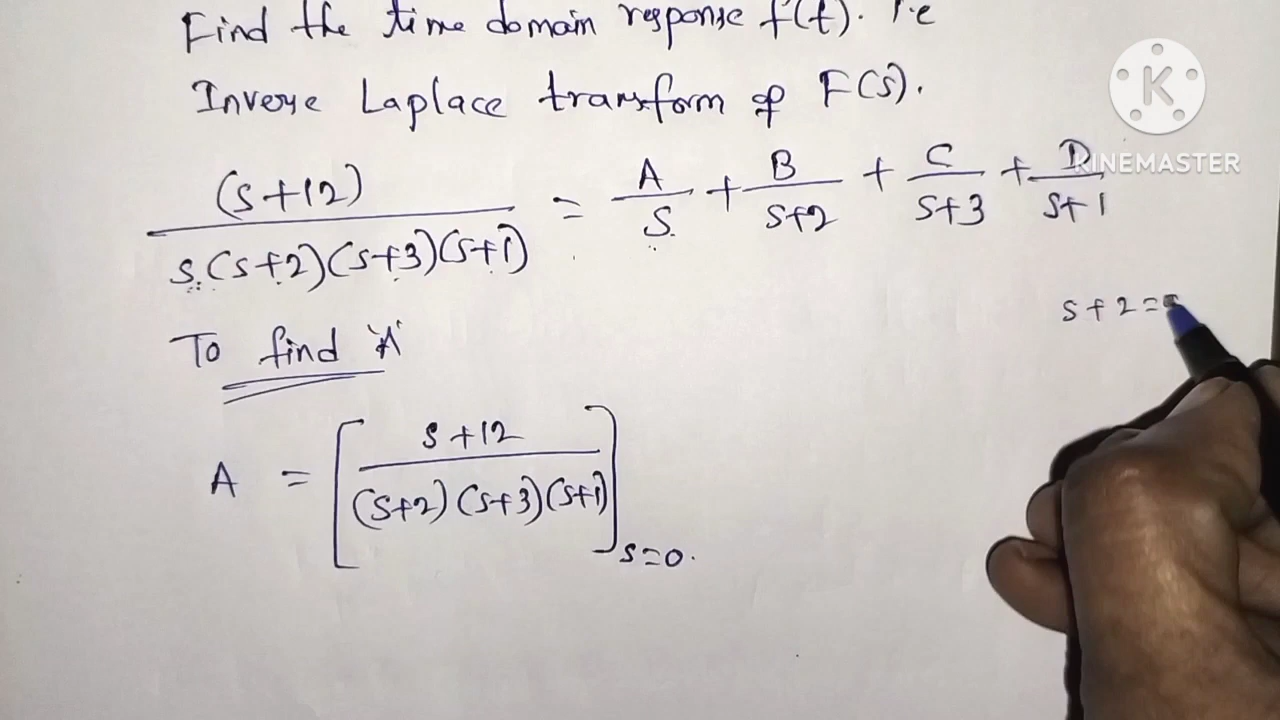 Find the time domain response f(t). i.e
Inverse Laplace transform of F(s).
(s+12) / s.(s+2)(s+3)(s+1) = A/s + B/s+2 + C/s+3 + D/s+1
s+2=
To find 'A'
A = [s+12 / (s+2)(s+3)(s+1)] s=0.
K
KINEMASTER